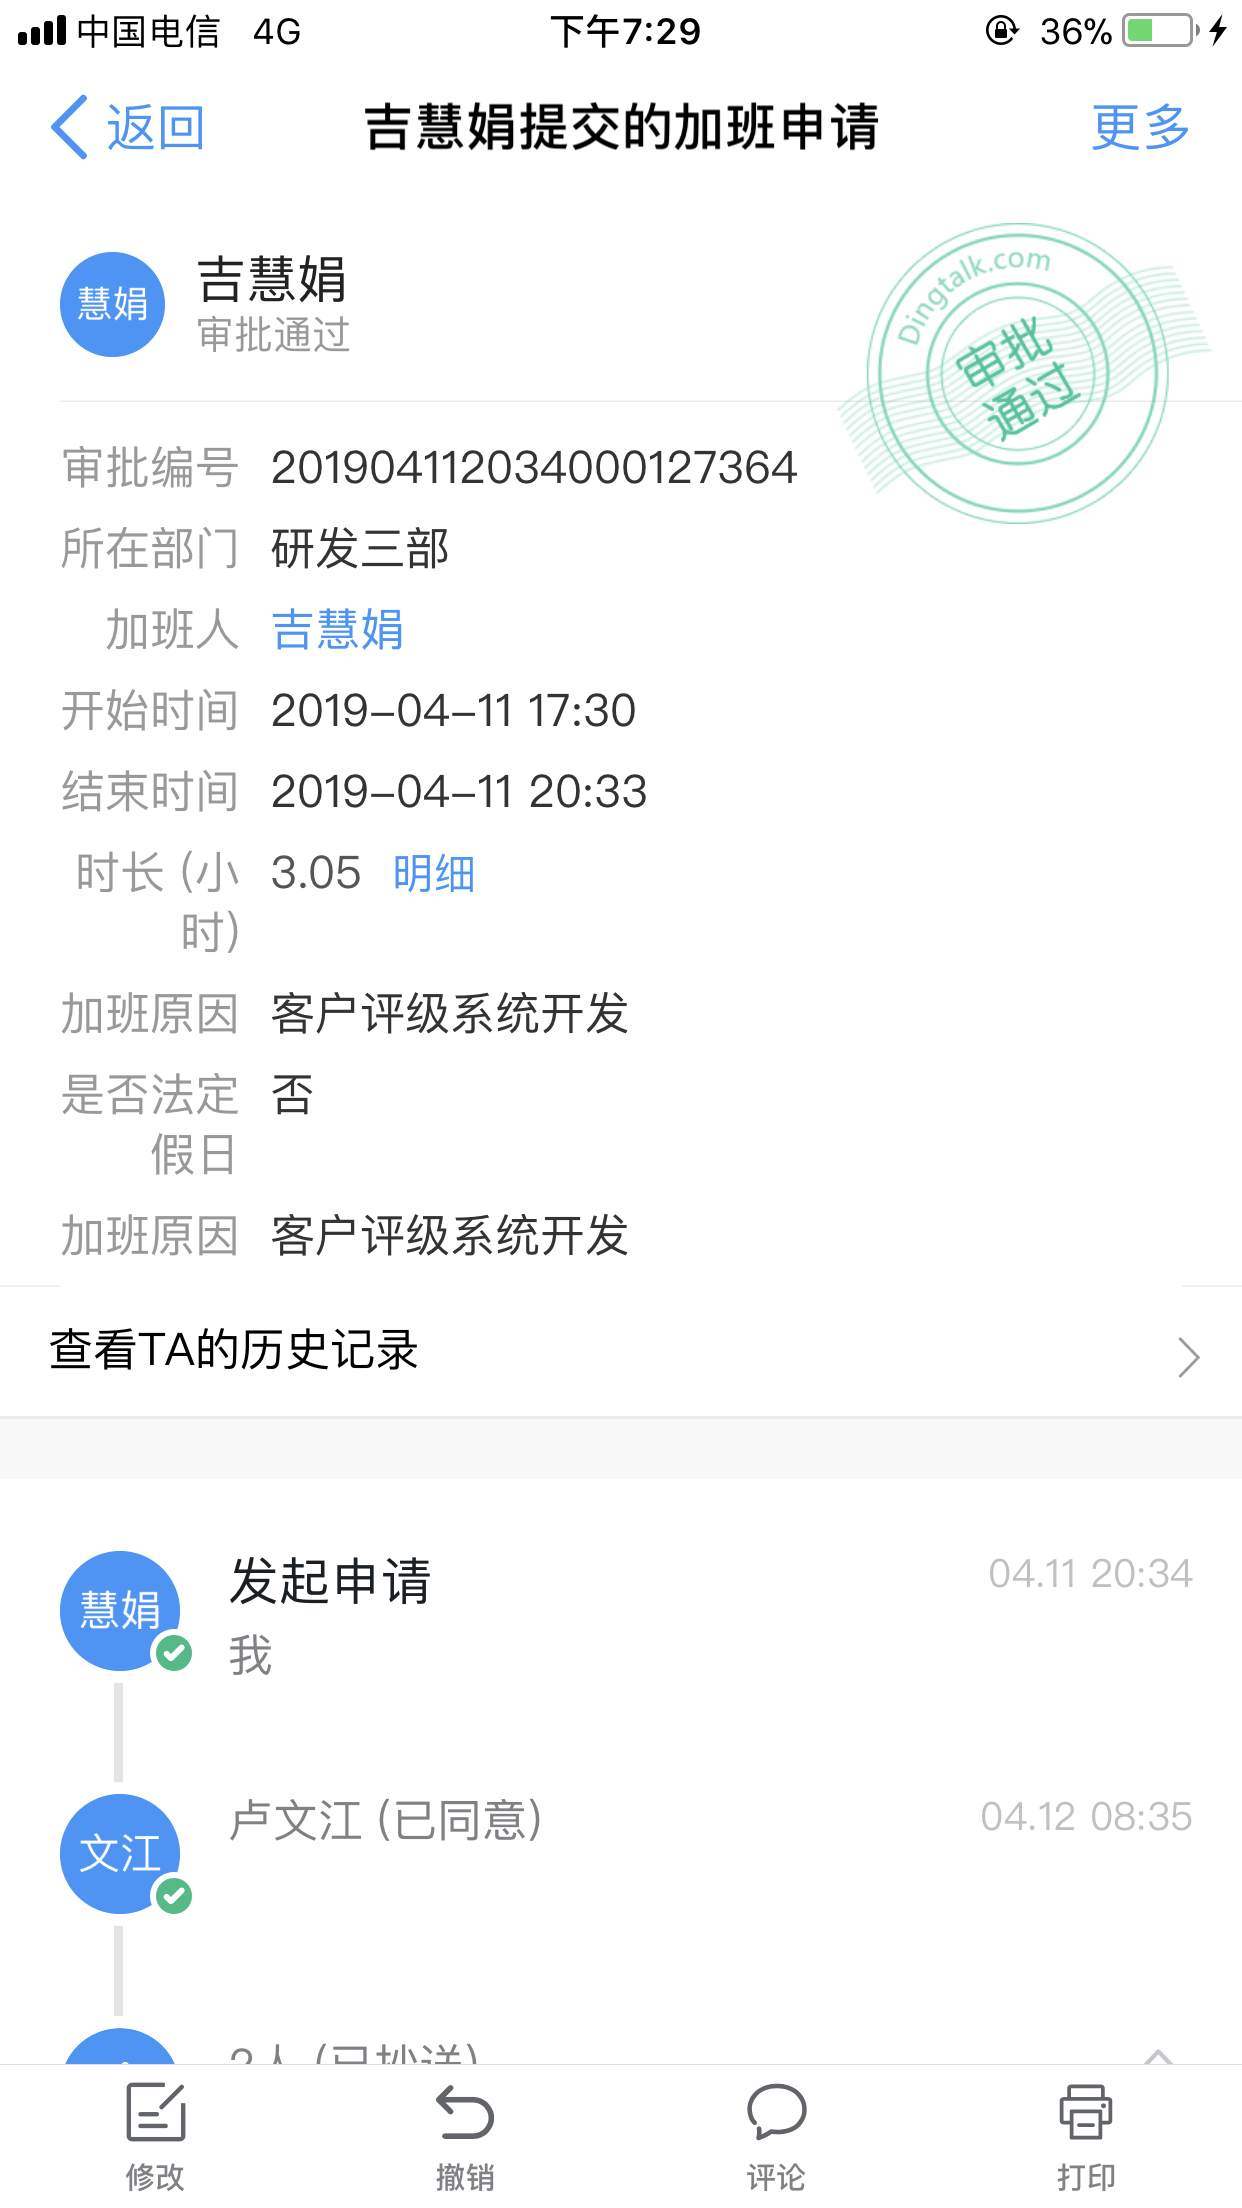 中国电信 4G 下午7:29 36%
返回 吉慧娟提交的加班申请 更多
慧娟 吉慧娟
审批通过
Dingtalk.com
审批
通过
审批编号 201904112034000127364
所在部门 研发三部
加班人 吉慧娟
开始时间 2019-04-11 17:30
结束时间 2019-04-11 20:33
时长 (小 3.05 明细
时)
加班原因 客户评级系统开发
是否法定 否
假日
加班原因 客户评级系统开发
查看TA的历史记录
慧娟 发起申请 04.11 20:34
我
文江 卢文江 (已同意) 04.12 08:35
2人 (已抄送)
修改 撤销 评论 打印